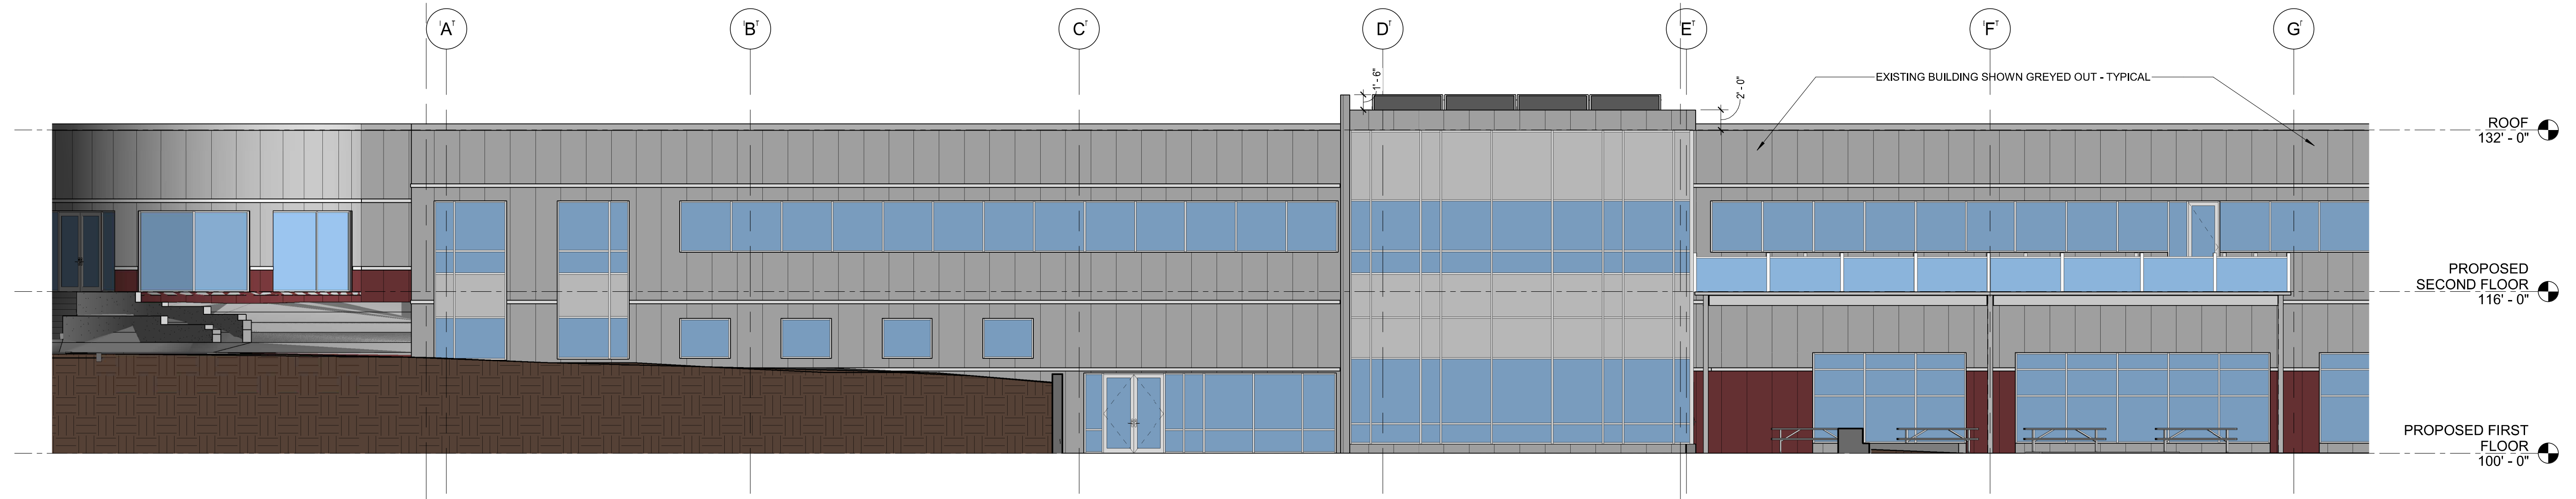 A
B
C
D
E
F
G
1' - 6"
2' - 0"
EXISTING BUILDING SHOWN GREYED OUT - TYPICAL
ROOF
132' - 0"
PROPOSED
SECOND FLOOR
116' - 0"
PROPOSED FIRST
FLOOR
100' - 0"